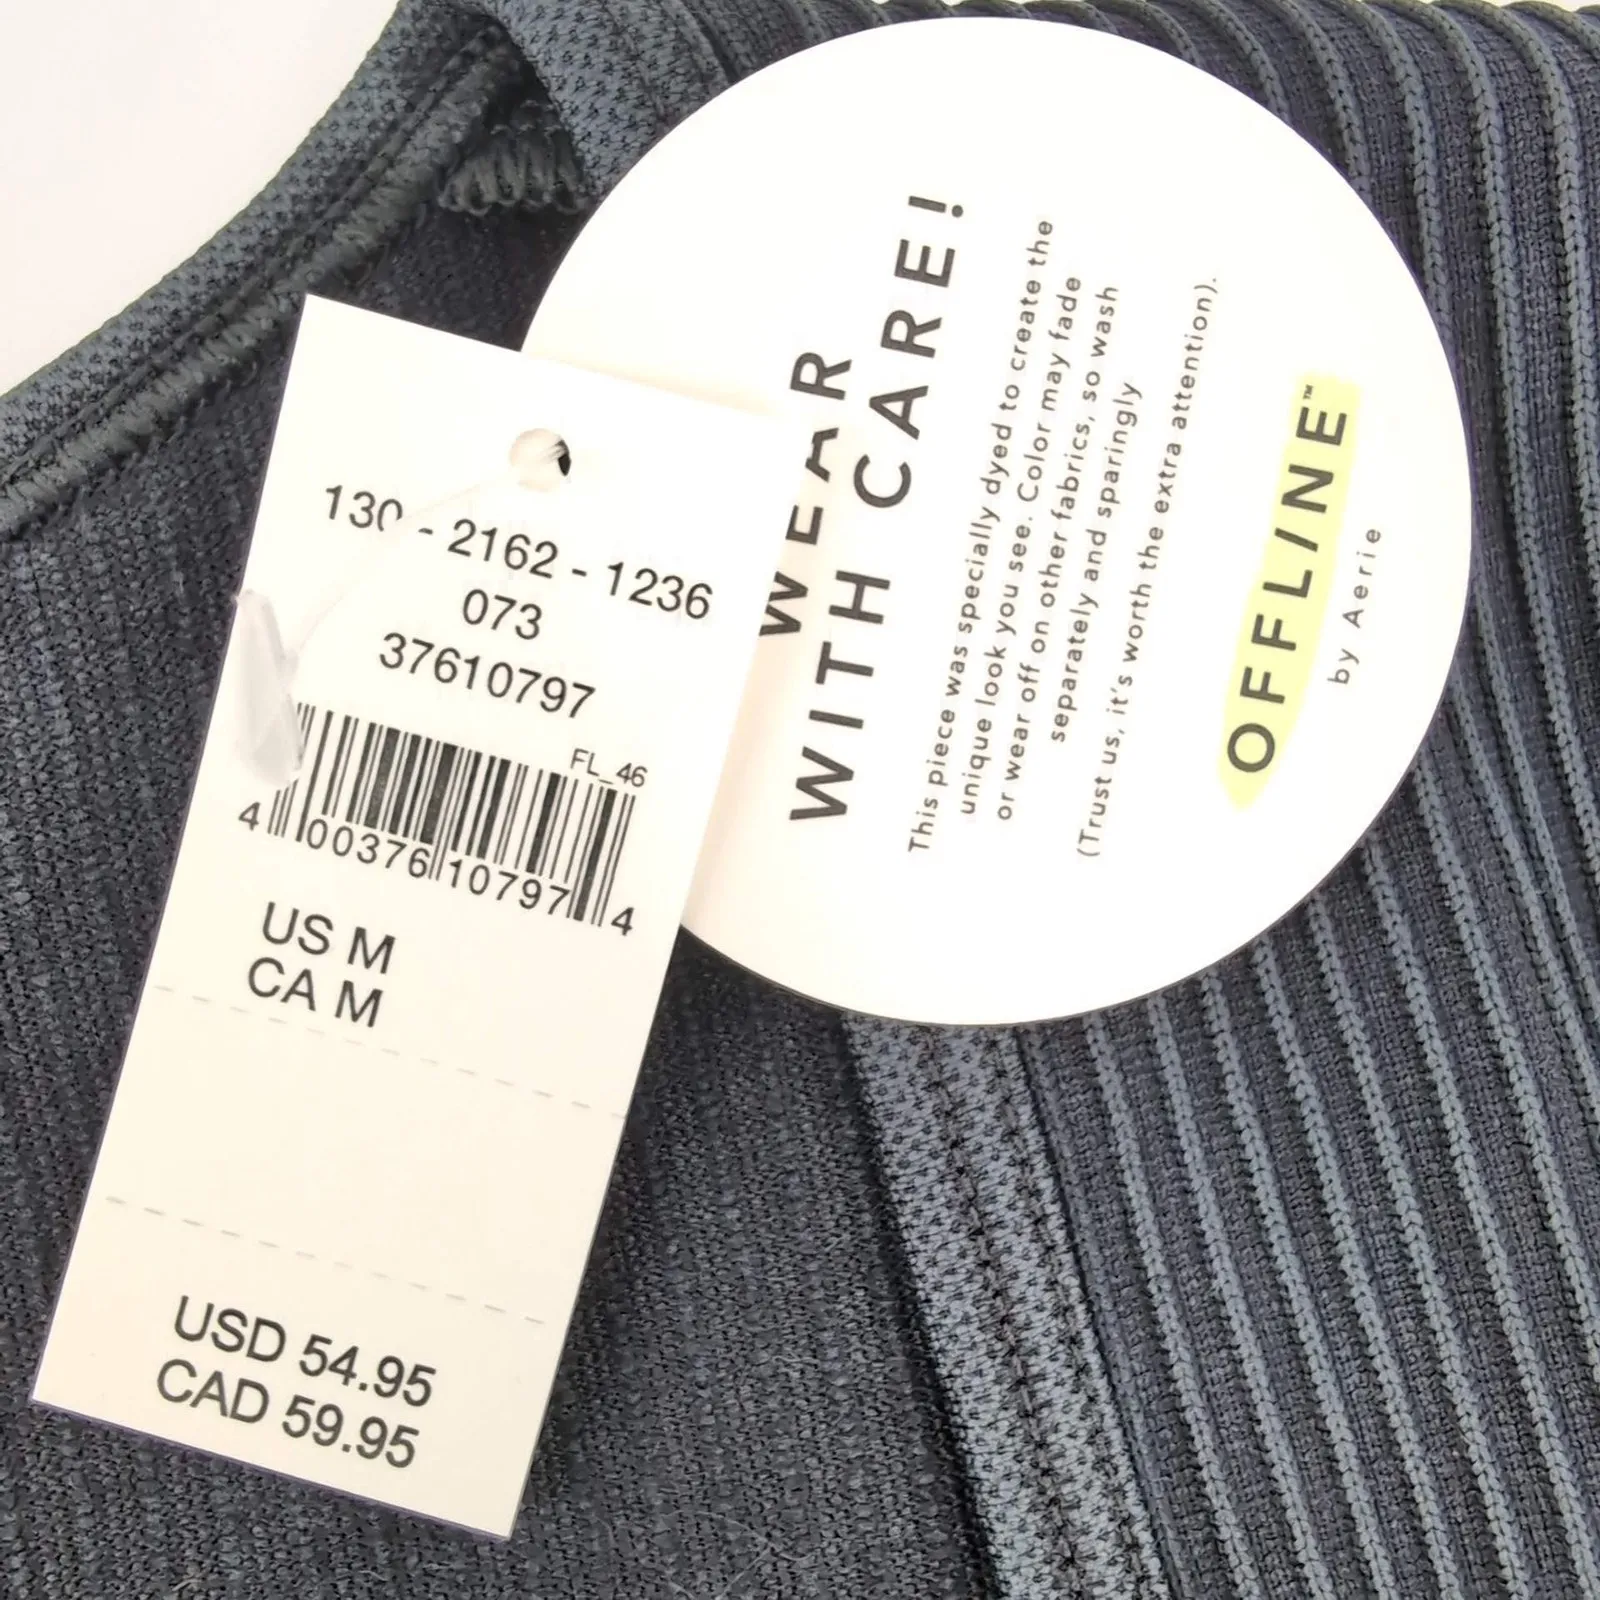 130 - 2162 - 1236
073
37610797
FL_46
4 00376 10797 4
US M
CA M
USD 54.95
CAD 59.95
WEAR
WITH CARE!
This piece was specially dyed to create the
unique look you see. Color may fade
or wear off on other fabrics, so wash
separately and sparingly
(Trust us, it's worth the extra attention).
OFFLINE™
by Aerie